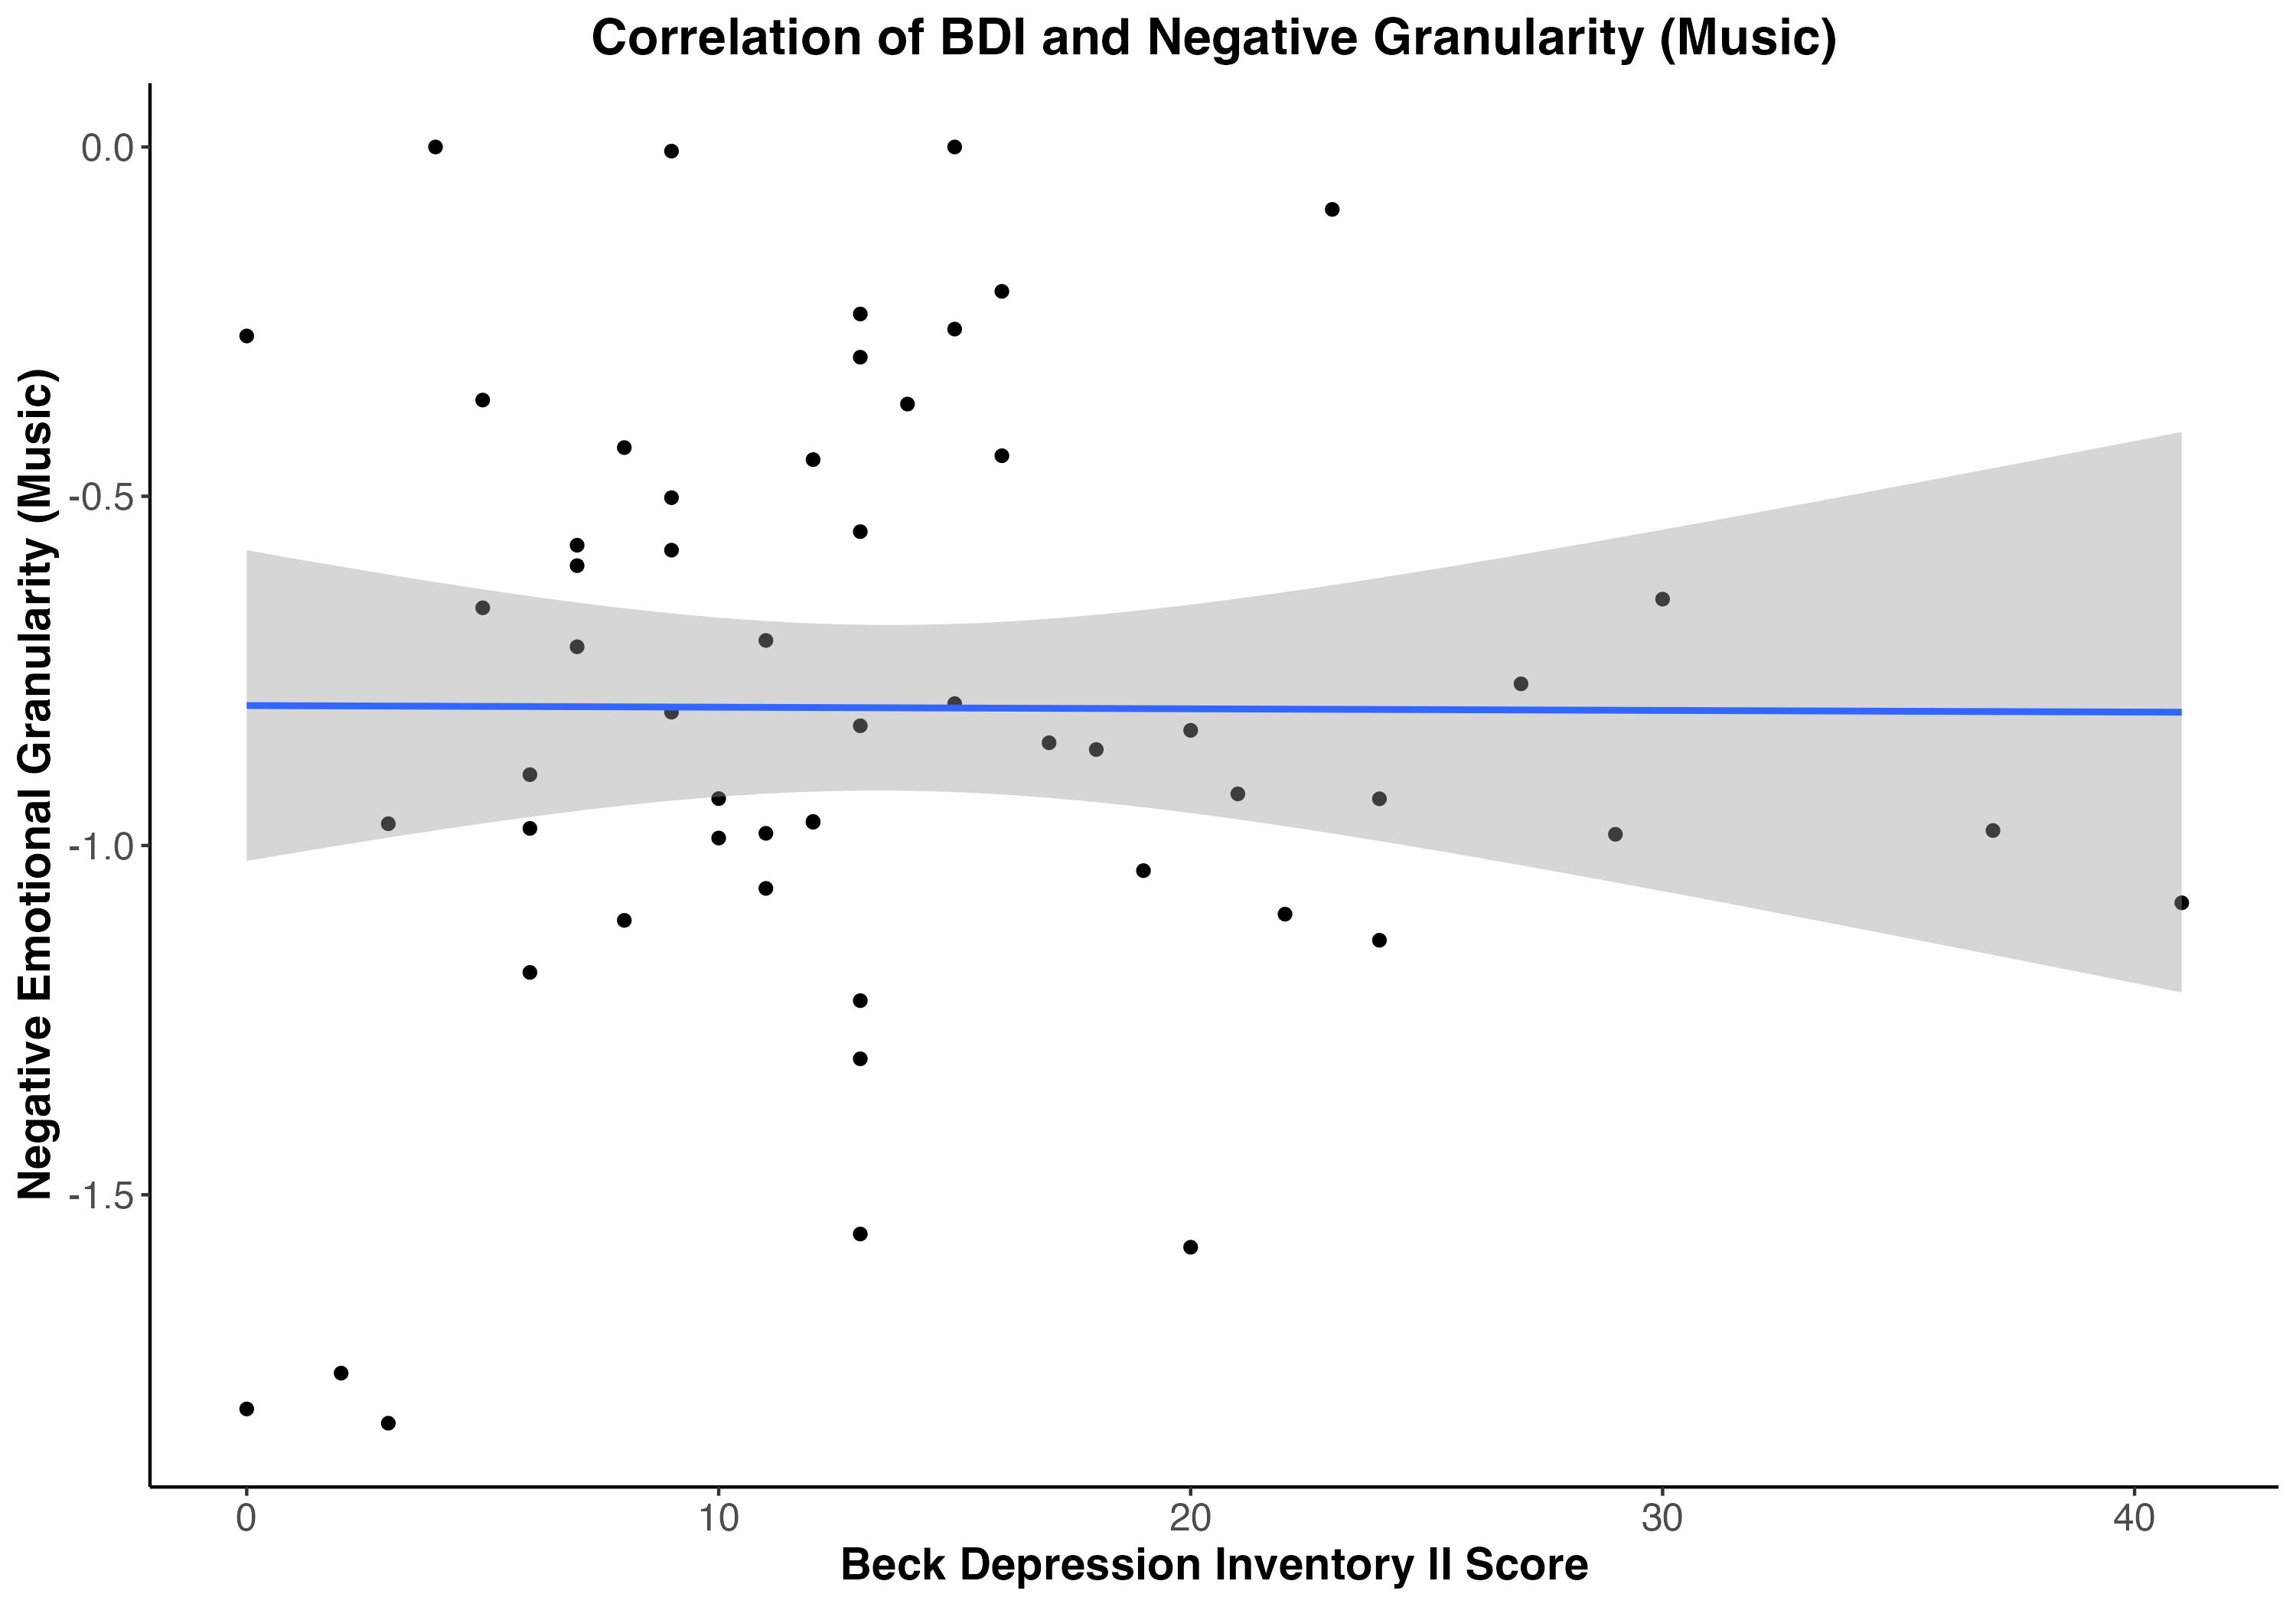 Correlation of BDI and Negative Granularity (Music)
Negative Emotional Granularity (Music)
0.0
-0.5
-1.0
-1.5
0 10 20 30 40
Beck Depression Inventory II Score